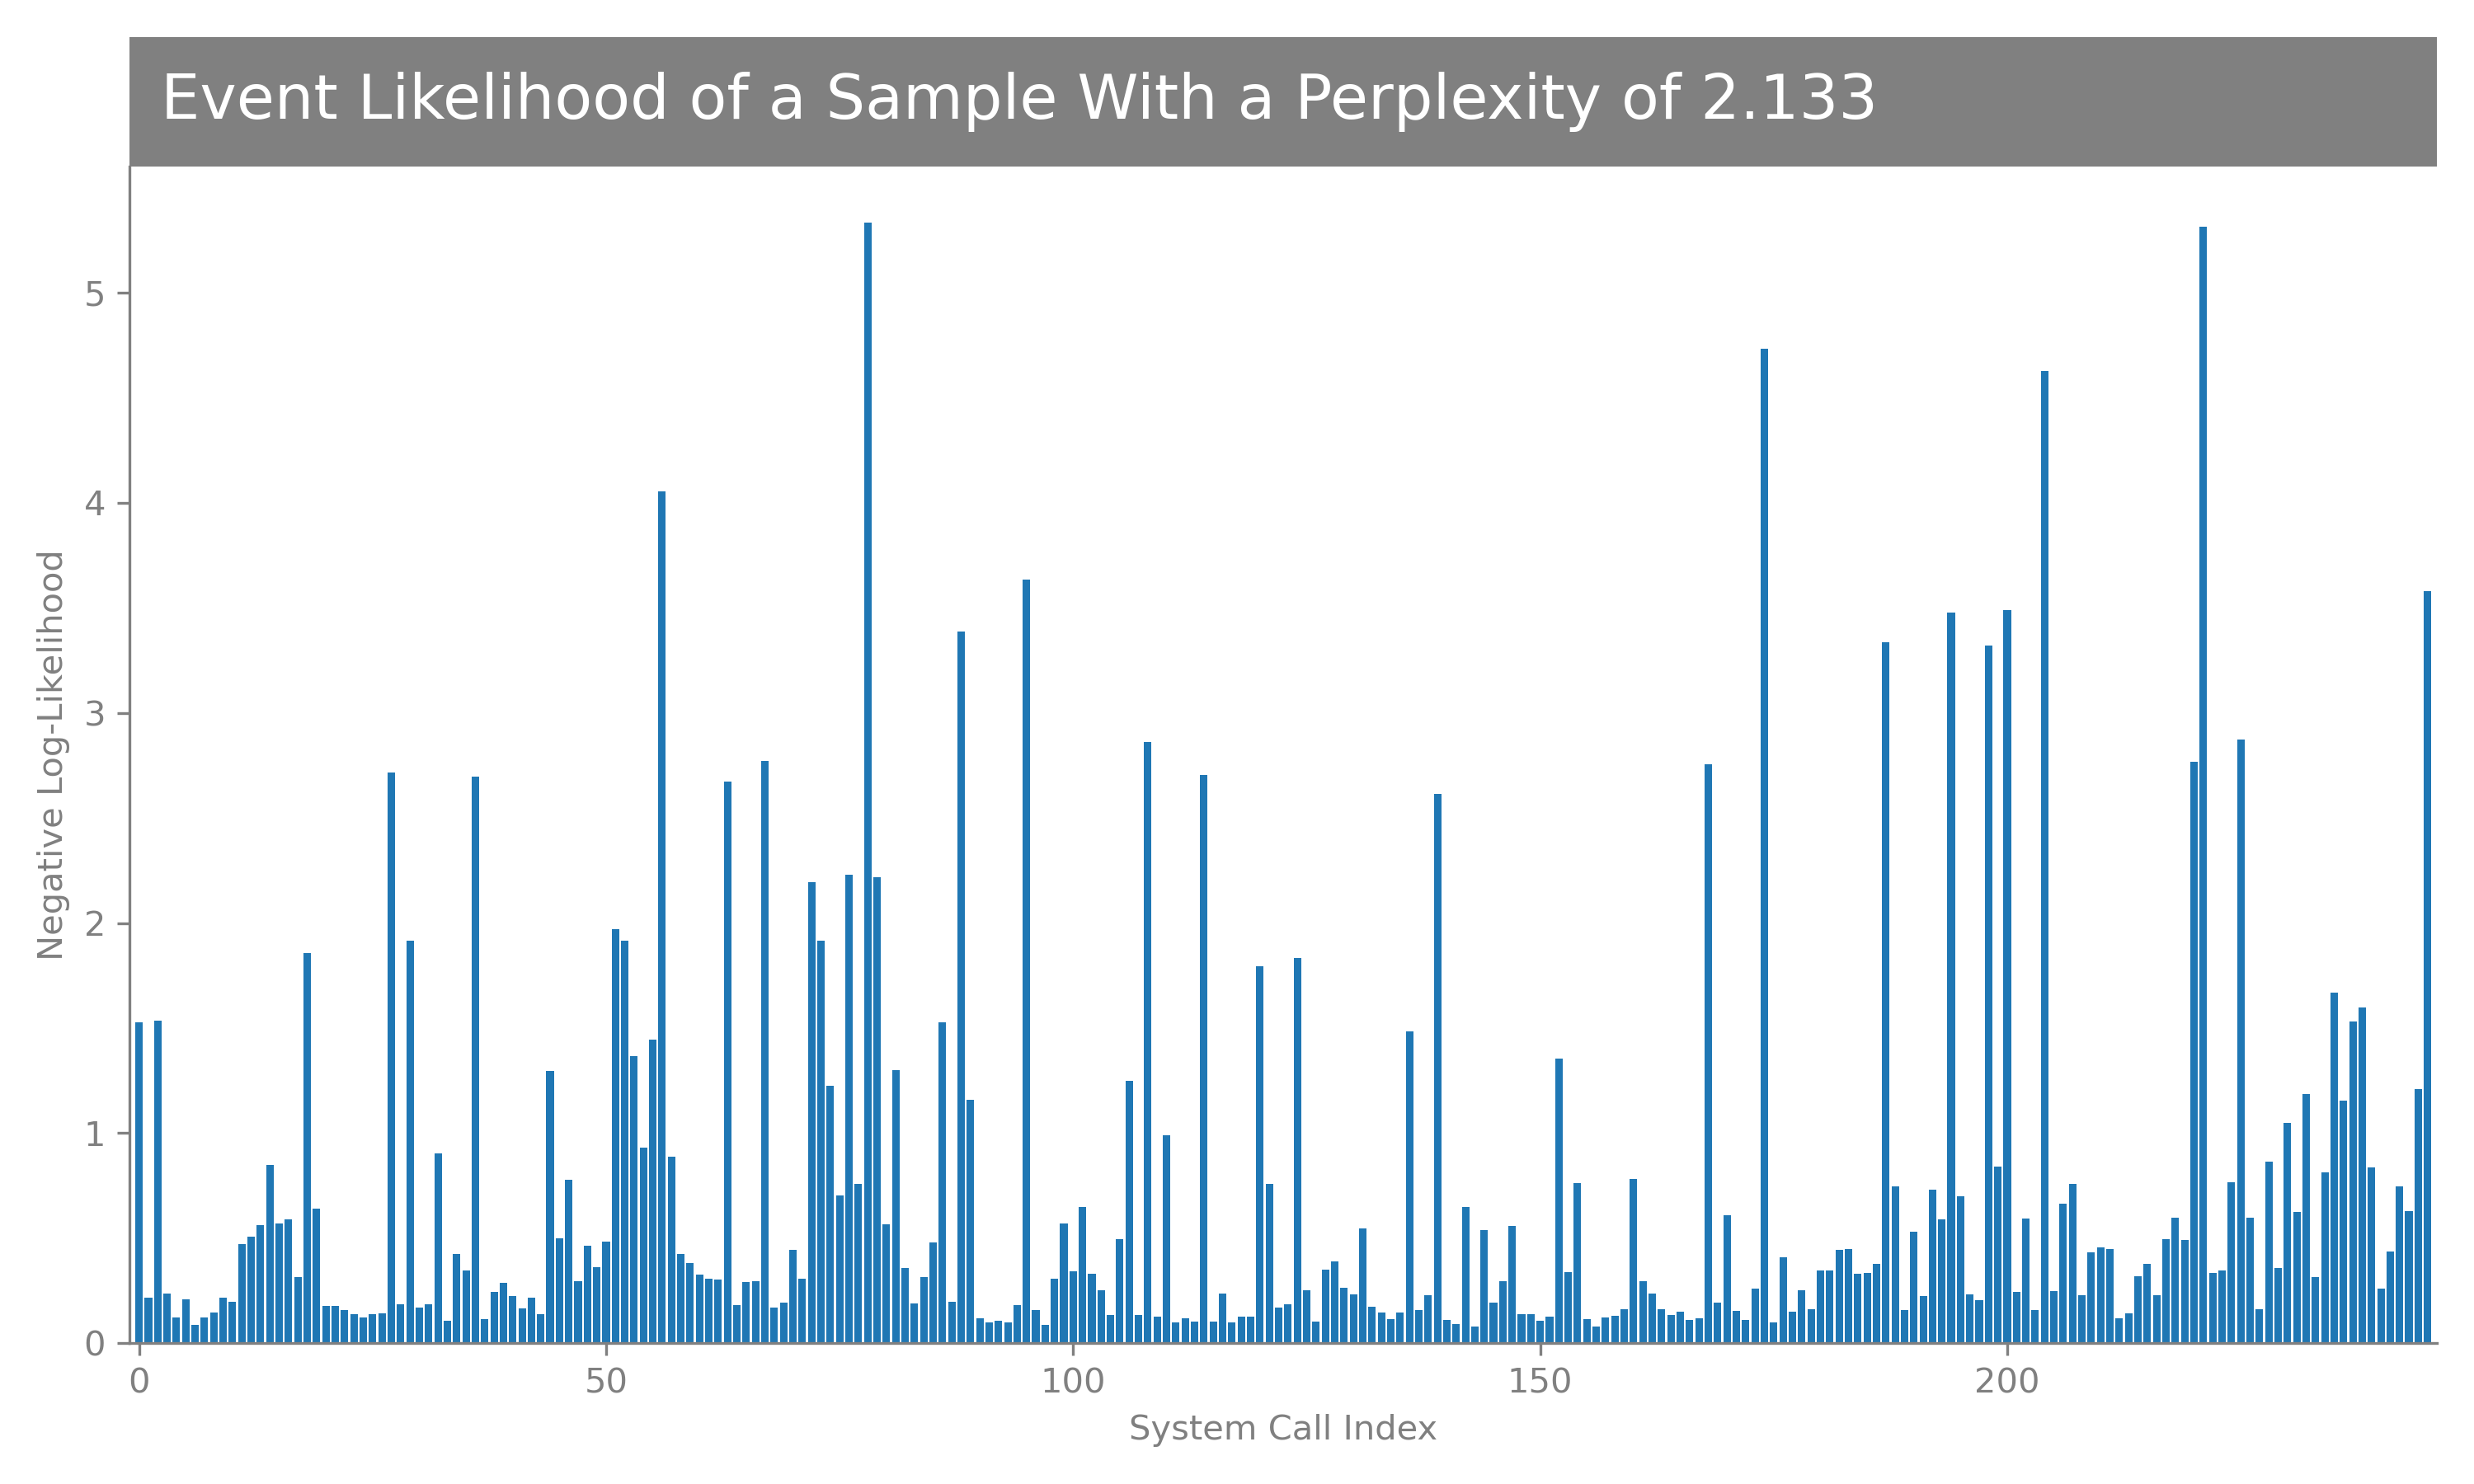 Event Likelihood of a Sample With a Perplexity of 2.133
Negative Log-Likelihood
5
4
3
2
1
0
0 50 100 150 200
System Call Index